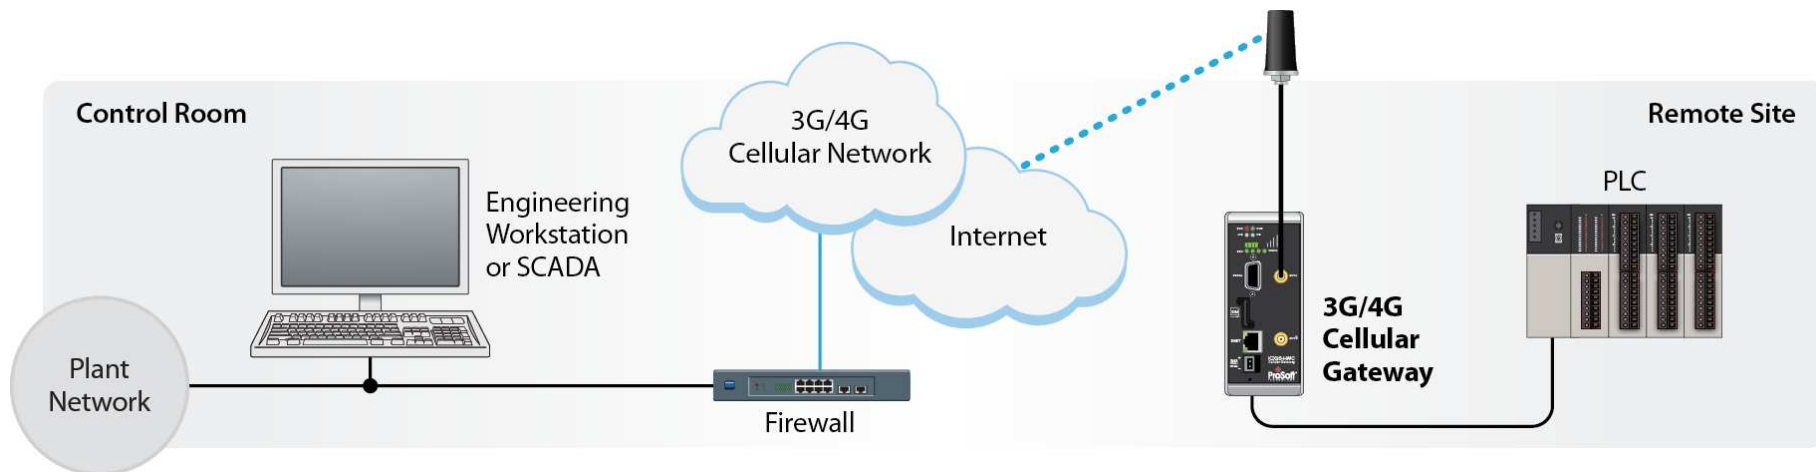 Control Room
Engineering
Workstation
or SCADA
Plant
Network
3G/4G
Cellular Network
Internet
Firewall
Remote Site
PLC
3G/4G
Cellular
Gateway
ProSoft